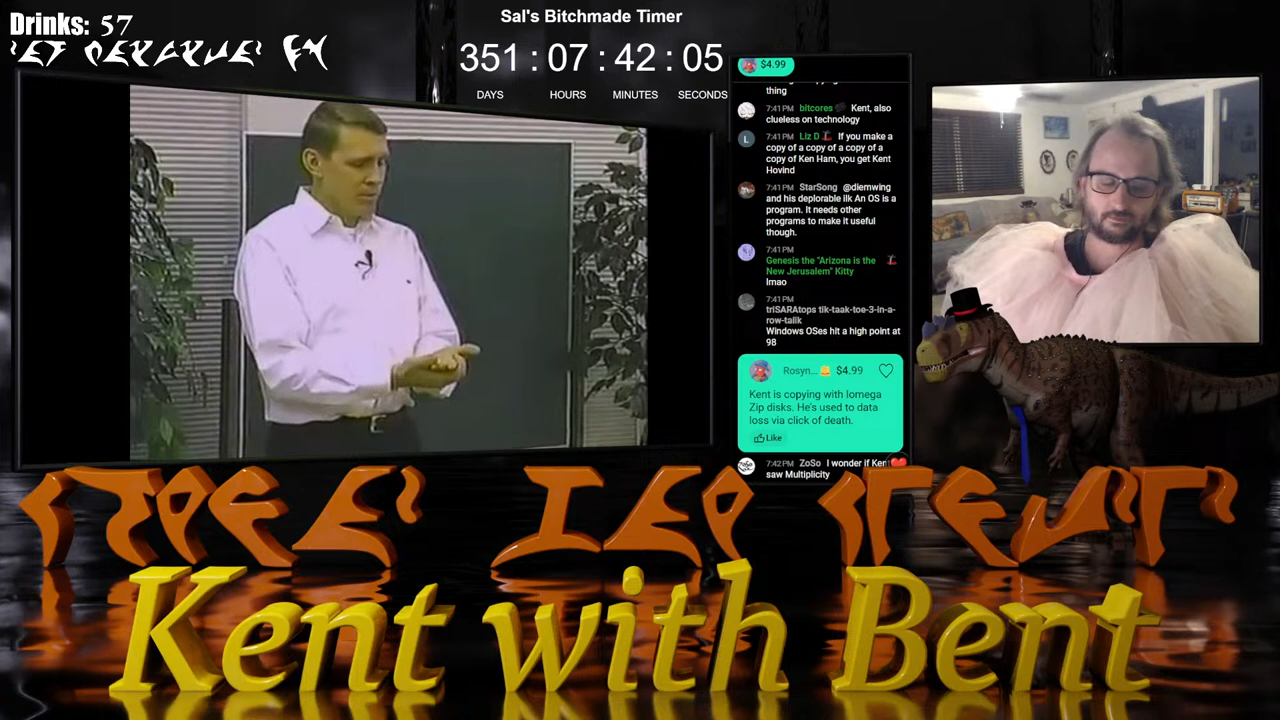 Drinks: 57
Sal's Bitchmade Timer
351 : 07 : 42 : 05
DAYS HOURS MINUTES SECONDS
$4.99
thing
7:41 PM bitcores Kent, also
clueless on technology
L
7:41 PM Liz D If you make a
copy of a copy of a copy of a
copy of Ken Ham, you get Kent
Hovind
7:41 PM StarSong @diemwing
and his deplorable ilk An OS is a
program. It needs other
programs to make it useful
though.
7:41 PM
Genesis the "Arizona is the
New Jerusalem" Kitty
lmao
7:41 PM
triSARAtops tik-taak-toe-3-in-a-
row-talik
Windows OSes hit a high point at
98
Rosyn... $4.99
Kent is copying with Iomega
Zip disks. He's used to data
loss via click of death.
Like
7:42 PM ZoSo I wonder if Kent
saw Multiplicity
Kent with Bent